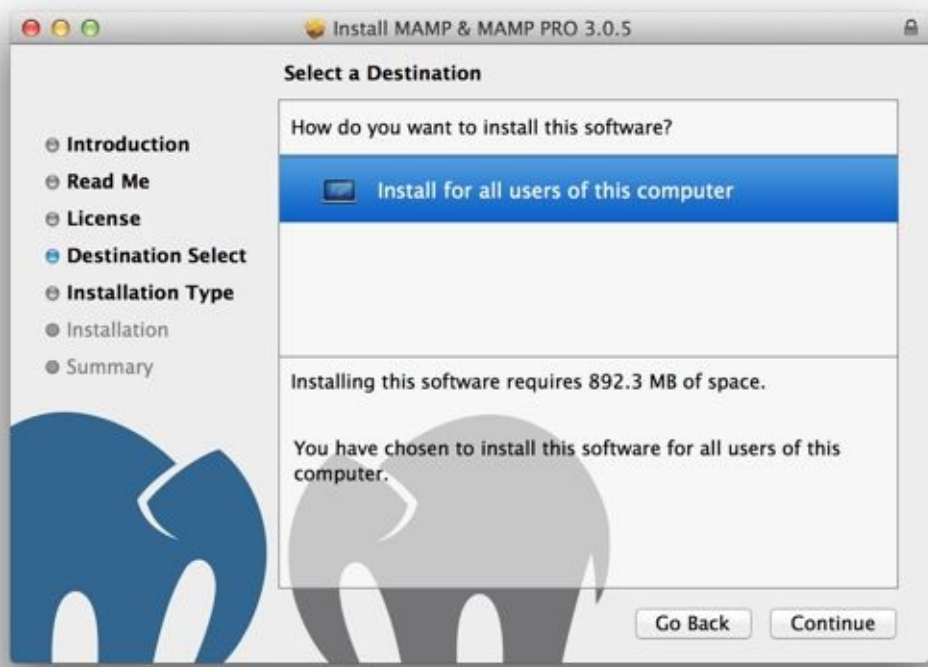 Install MAMP & MAMP PRO 3.0.5
Select a Destination
Introduction
Read Me
License
Destination Select
Installation Type
Installation
Summary
How do you want to install this software?
Install for all users of this computer
Installing this software requires 892.3 MB of space.
You have chosen to install this software for all users of this
computer.
Go Back
Continue